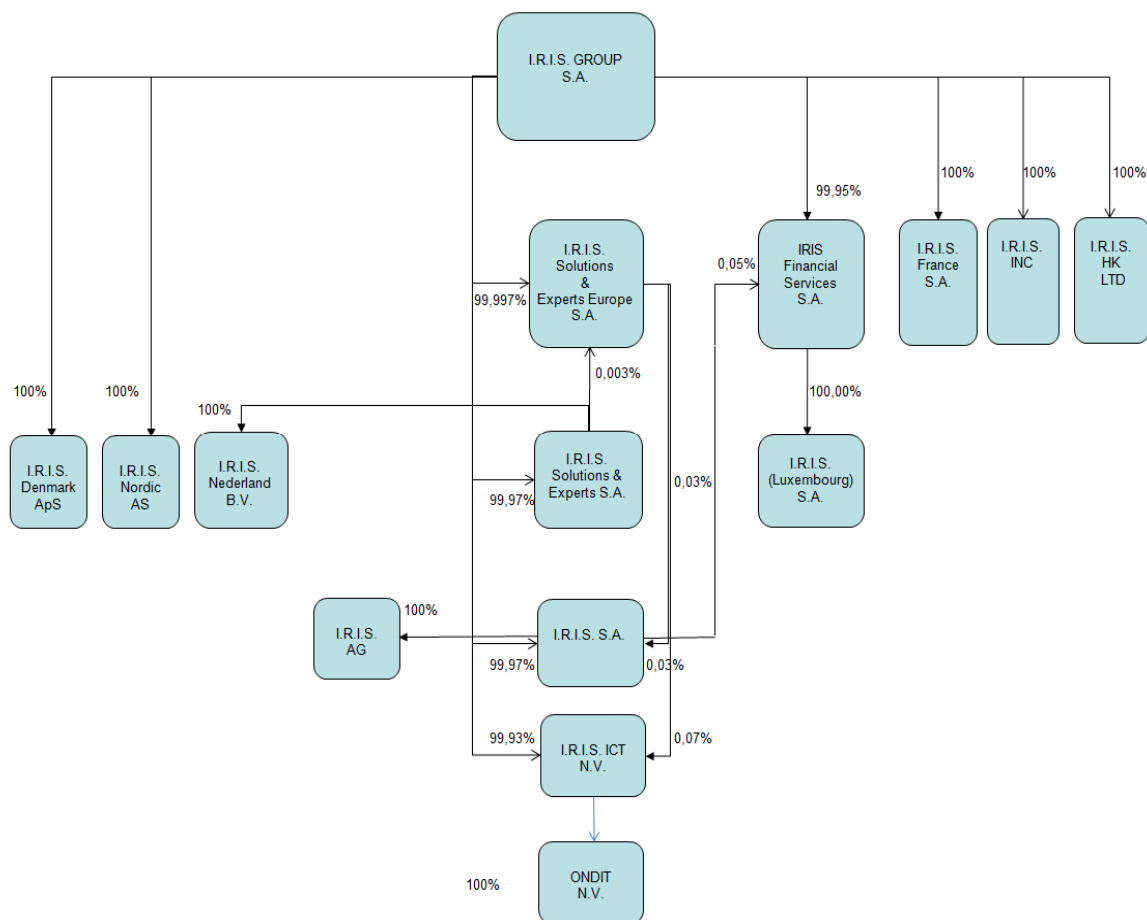 I.R.I.S. GROUP
S.A.
99,95%
100%
100%
100%
I.R.I.S.
Solutions
&
Experts Europe
S.A.
99,997%
0,05%
IRIS
Financial
Services
S.A.
I.R.I.S.
France
S.A.
I.R.I.S.
INC
I.R.I.S.
HK
LTD
0,003%
100%
100%
100%
100,00%
I.R.I.S.
Denmark
ApS
I.R.I.S.
Nordic
AS
I.R.I.S.
Nederland
B.V.
I.R.I.S.
Solutions &
Experts S.A.
99,97%
0,03%
I.R.I.S.
(Luxembourg)
S.A.
I.R.I.S.
AG
100%
I.R.I.S. S.A.
99,97%
0,03%
99,93%
I.R.I.S. ICT
N.V.
0,07%
100%
ONDIT
N.V.